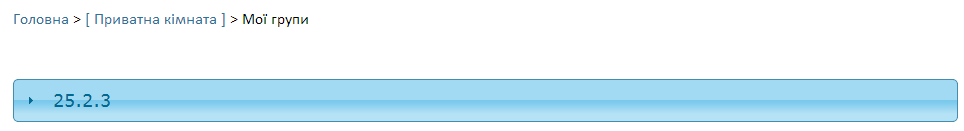 Головна > [ Приватна кімната ] > Мої групи
25.2.3